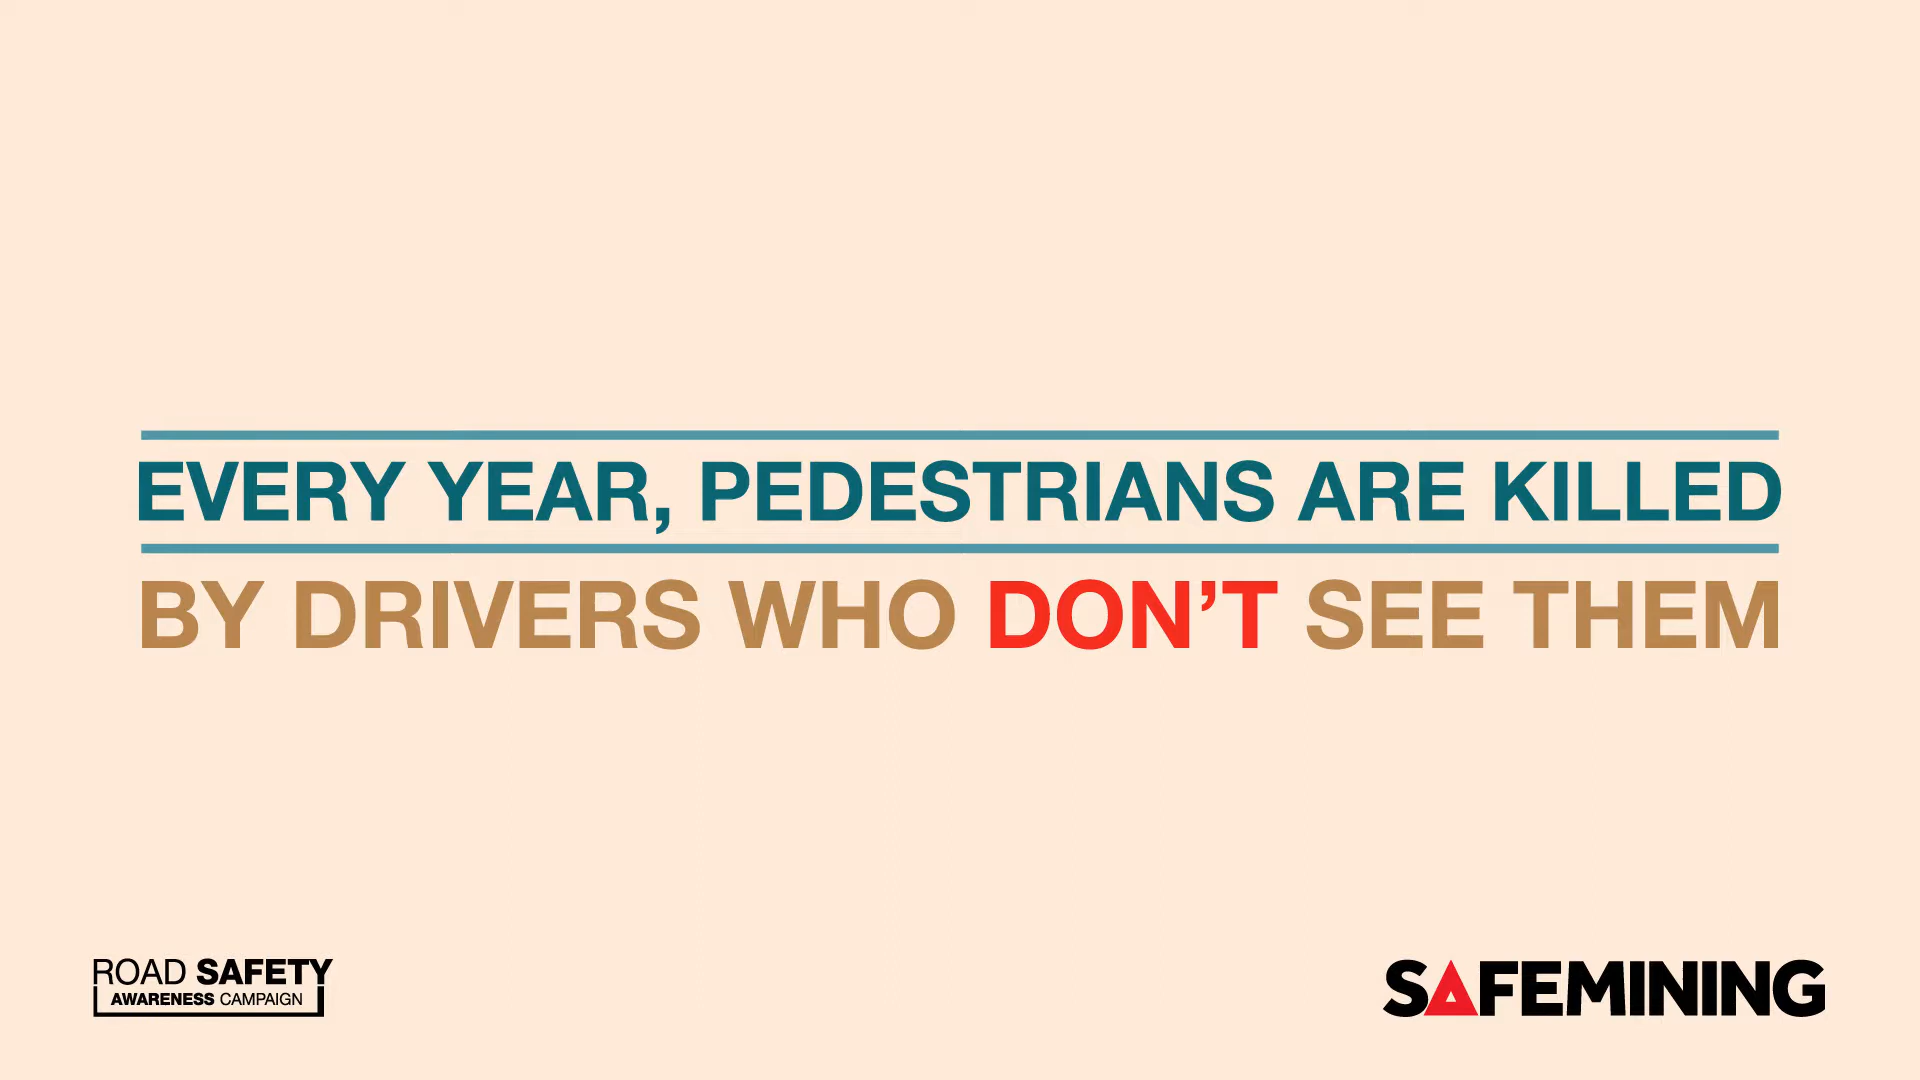 EVERY YEAR, PEDESTRIANS ARE KILLED
BY DRIVERS WHO DON’T SEE THEM
ROAD SAFETY
AWARENESS CAMPAIGN
SAFEMINING